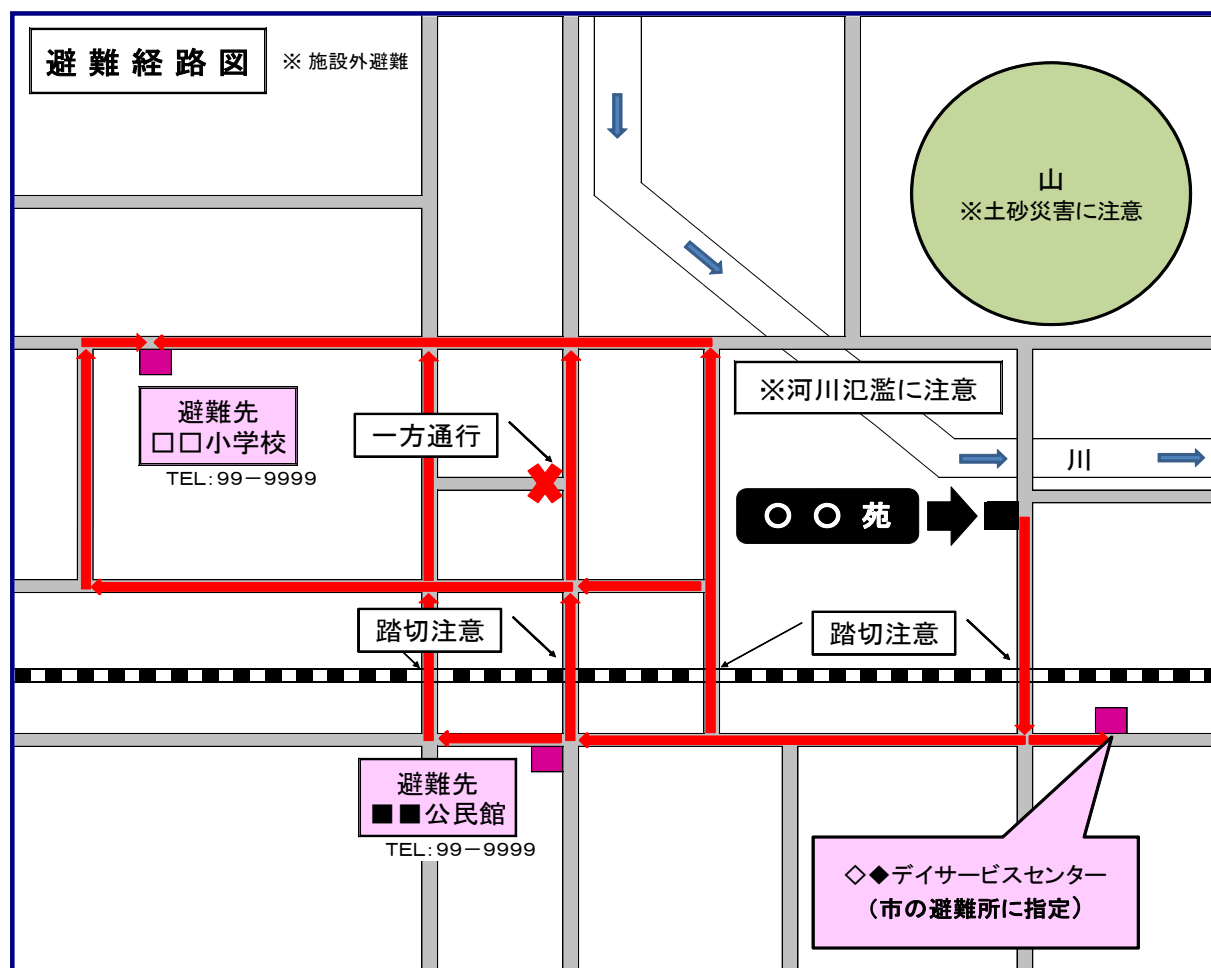 避難経路図
※ 施設外避難
山
※土砂災害に注意
※河川氾濫に注意
避難先
□□小学校
TEL:99-9999
一方通行
川
〇 〇 苑
踏切注意
踏切注意
避難先
■■公民館
TEL:99-9999
◇◆デイサービスセンター
(市の避難所に指定)